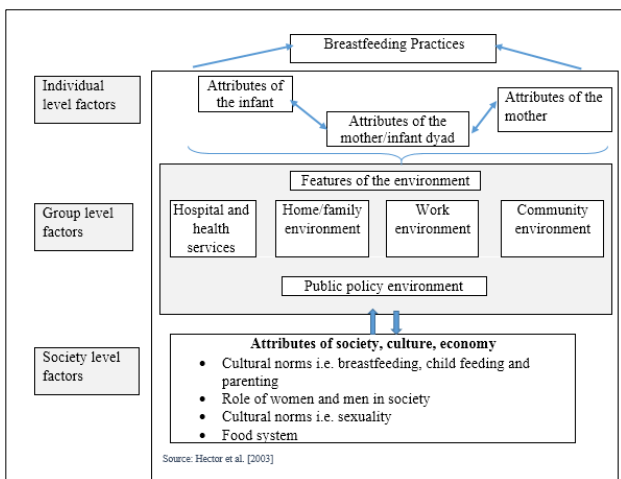 Breastfeeding Practices
Individual
level factors
Attributes of
the infant
Attributes of the
mother/infant dyad
Attributes of the
mother
Features of the environment
Group level
factors
Hospital and
health
services
Home/family
environment
Work
environment
Community
environment
Public policy environment
Society level
factors
Attributes of society, culture, economy
• Cultural norms i.e. breastfeeding, child feeding and
parenting
• Role of women and men in society
• Cultural norms i.e. sexuality
• Food system
Source: Hector et al. [2003]